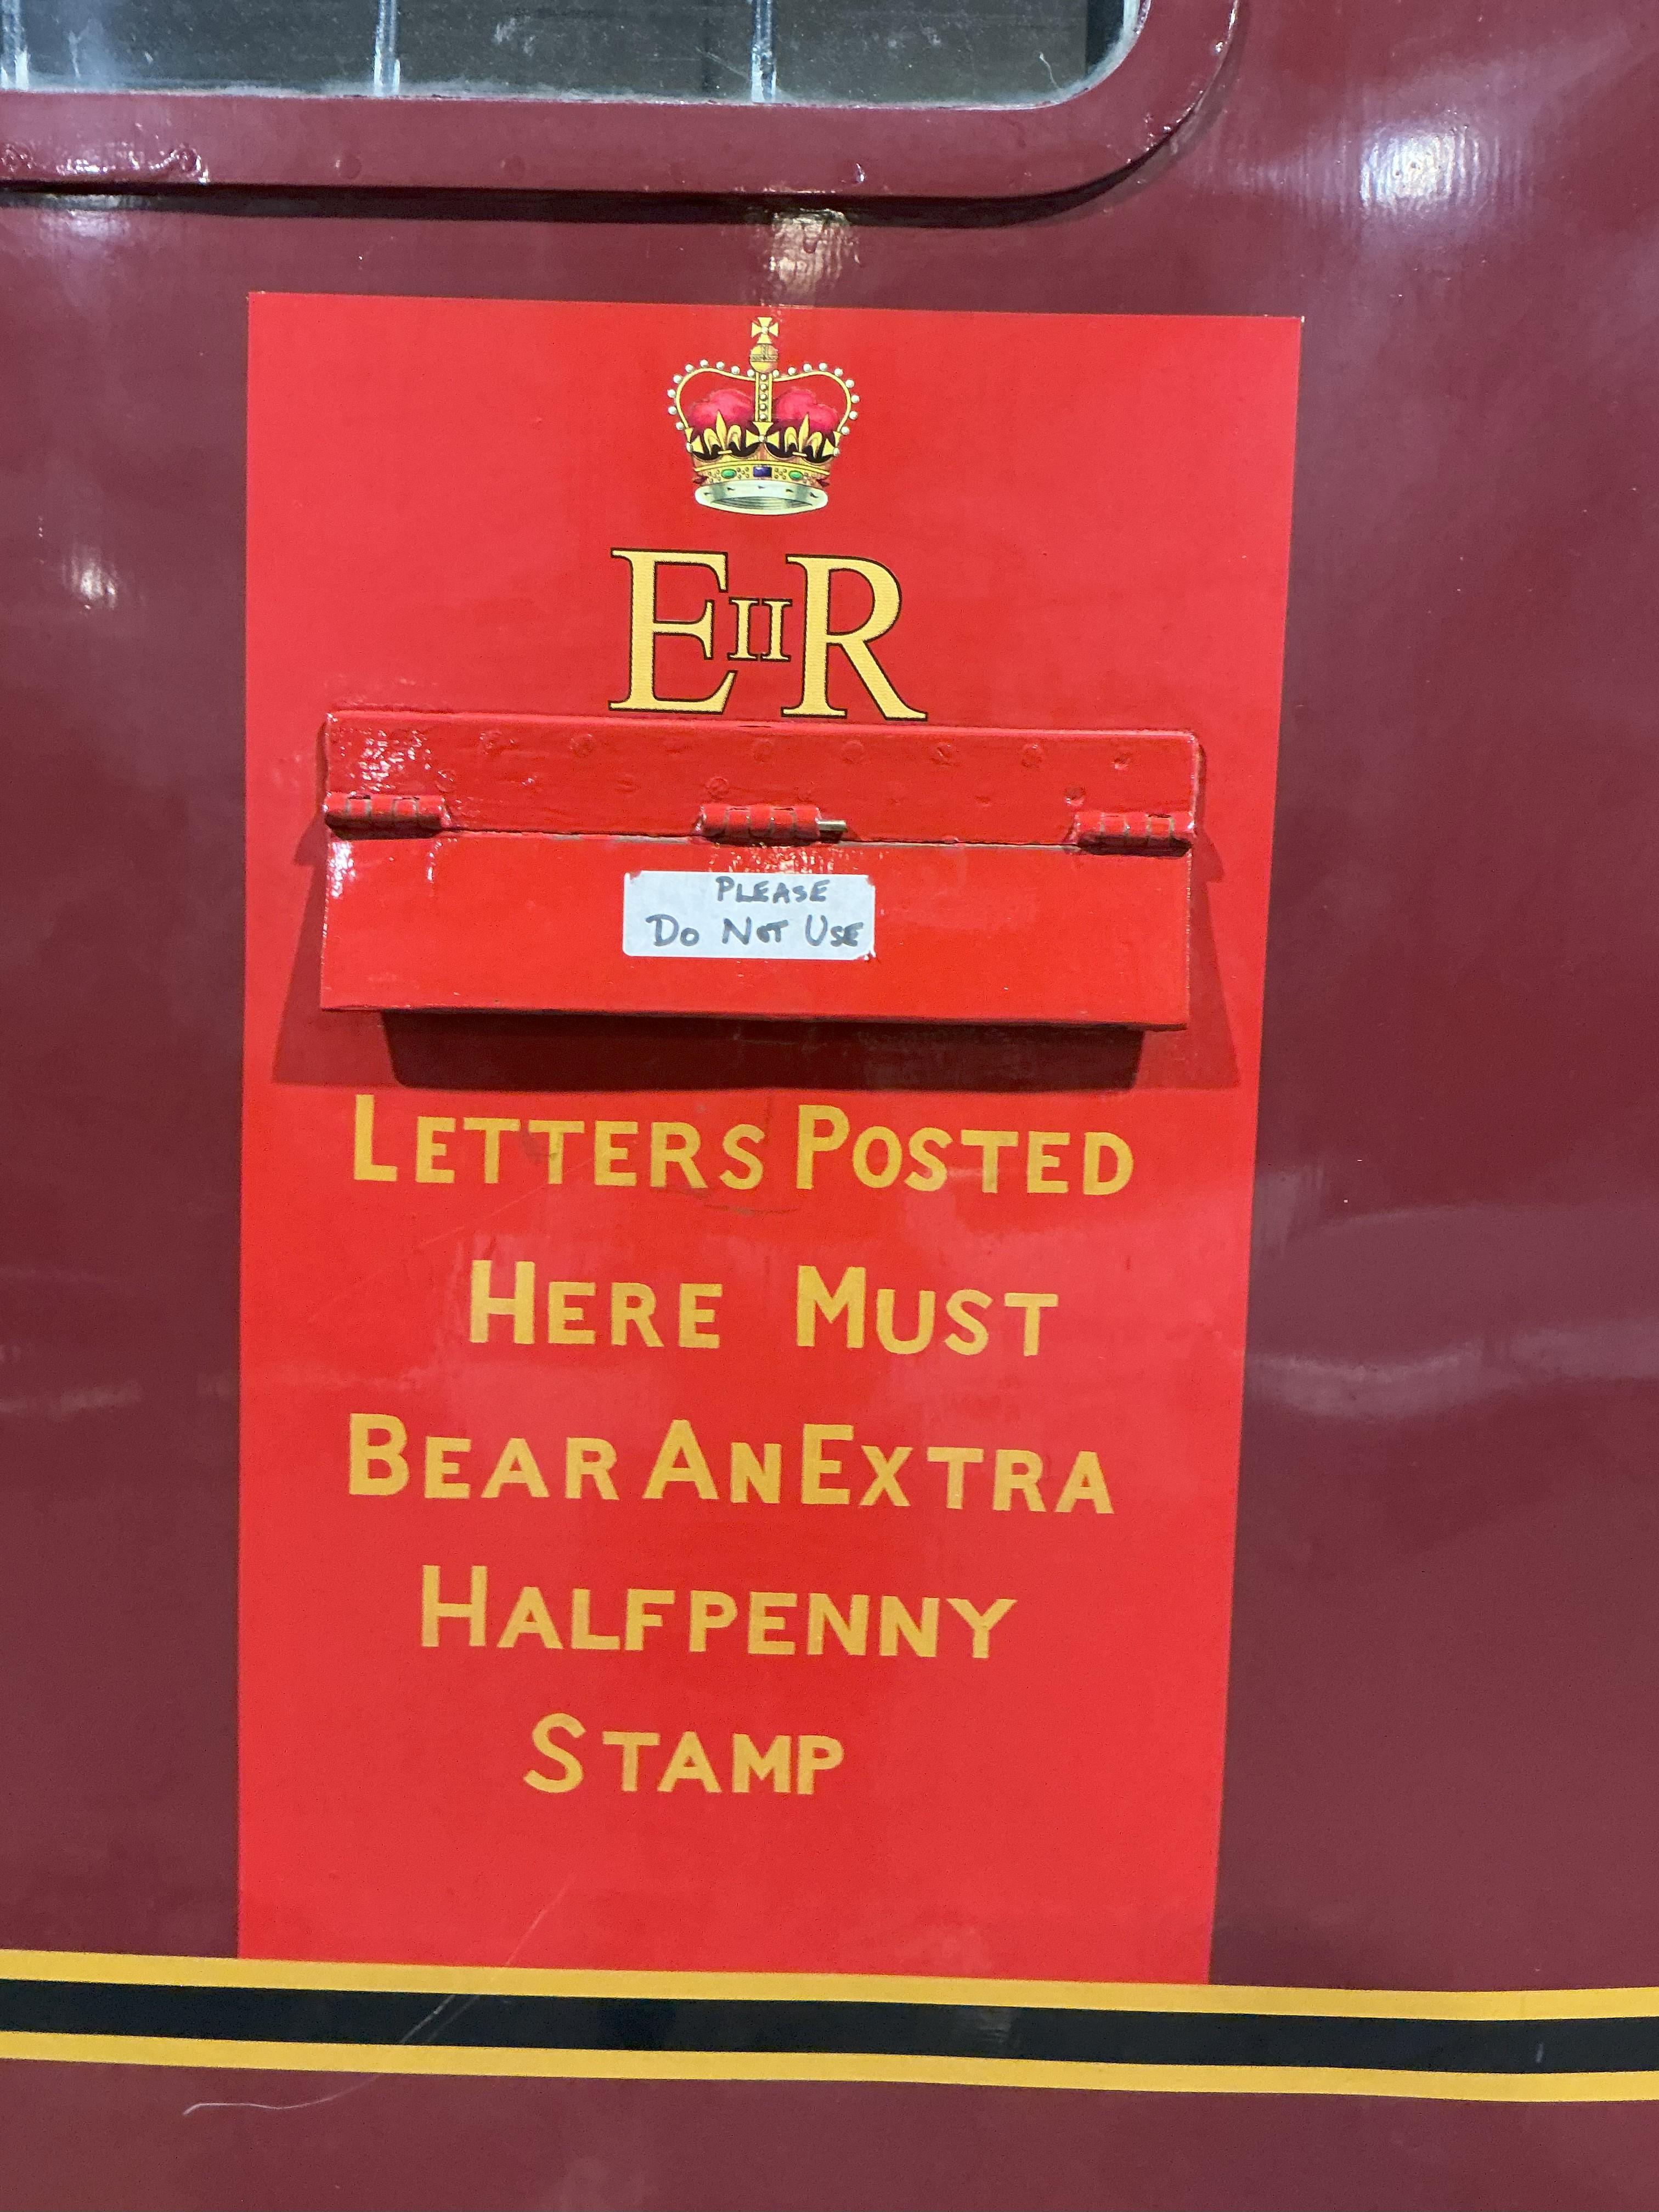 EIIR
PLEASE
DO NOT USE
LETTERS POSTED
HERE MUST
BEAR AN EXTRA
HALFPENNY
STAMP